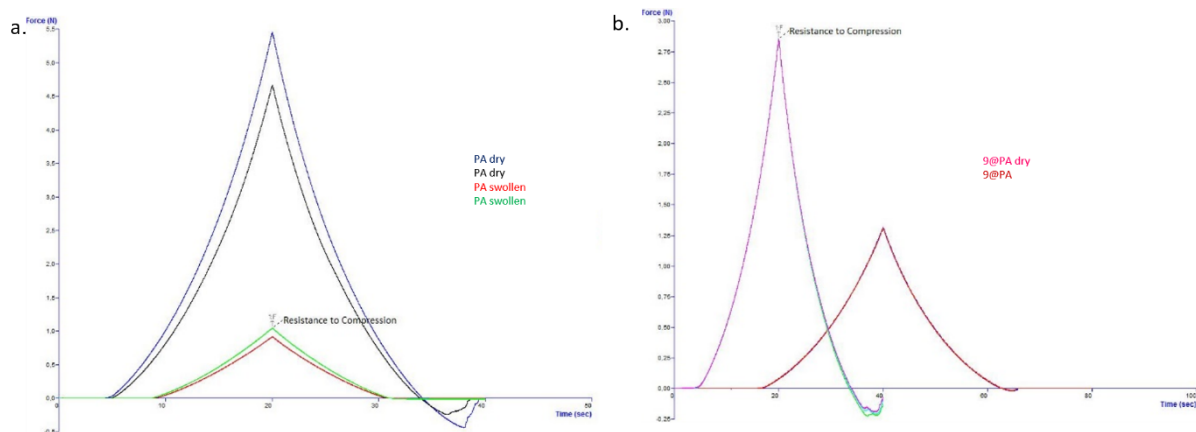 a.
Force (N)
5,5
5,0
4,5
4,0
3,5
3,0
2,5
2,0
1,5
1,0
0,5
0,0
-0,5
0
10
20
30
40
50
Time (sec)
Resistance to Compression
PA dry
PA dry
PA swollen
PA swollen
b.
Force (N)
3,00
2,75
2,50
2,25
2,00
1,75
1,50
1,25
1,00
0,75
0,50
0,25
0,00
-0,25
0
20
40
60
80
100
Time (sec)
Resistance to Compression
9@PA dry
9@PA